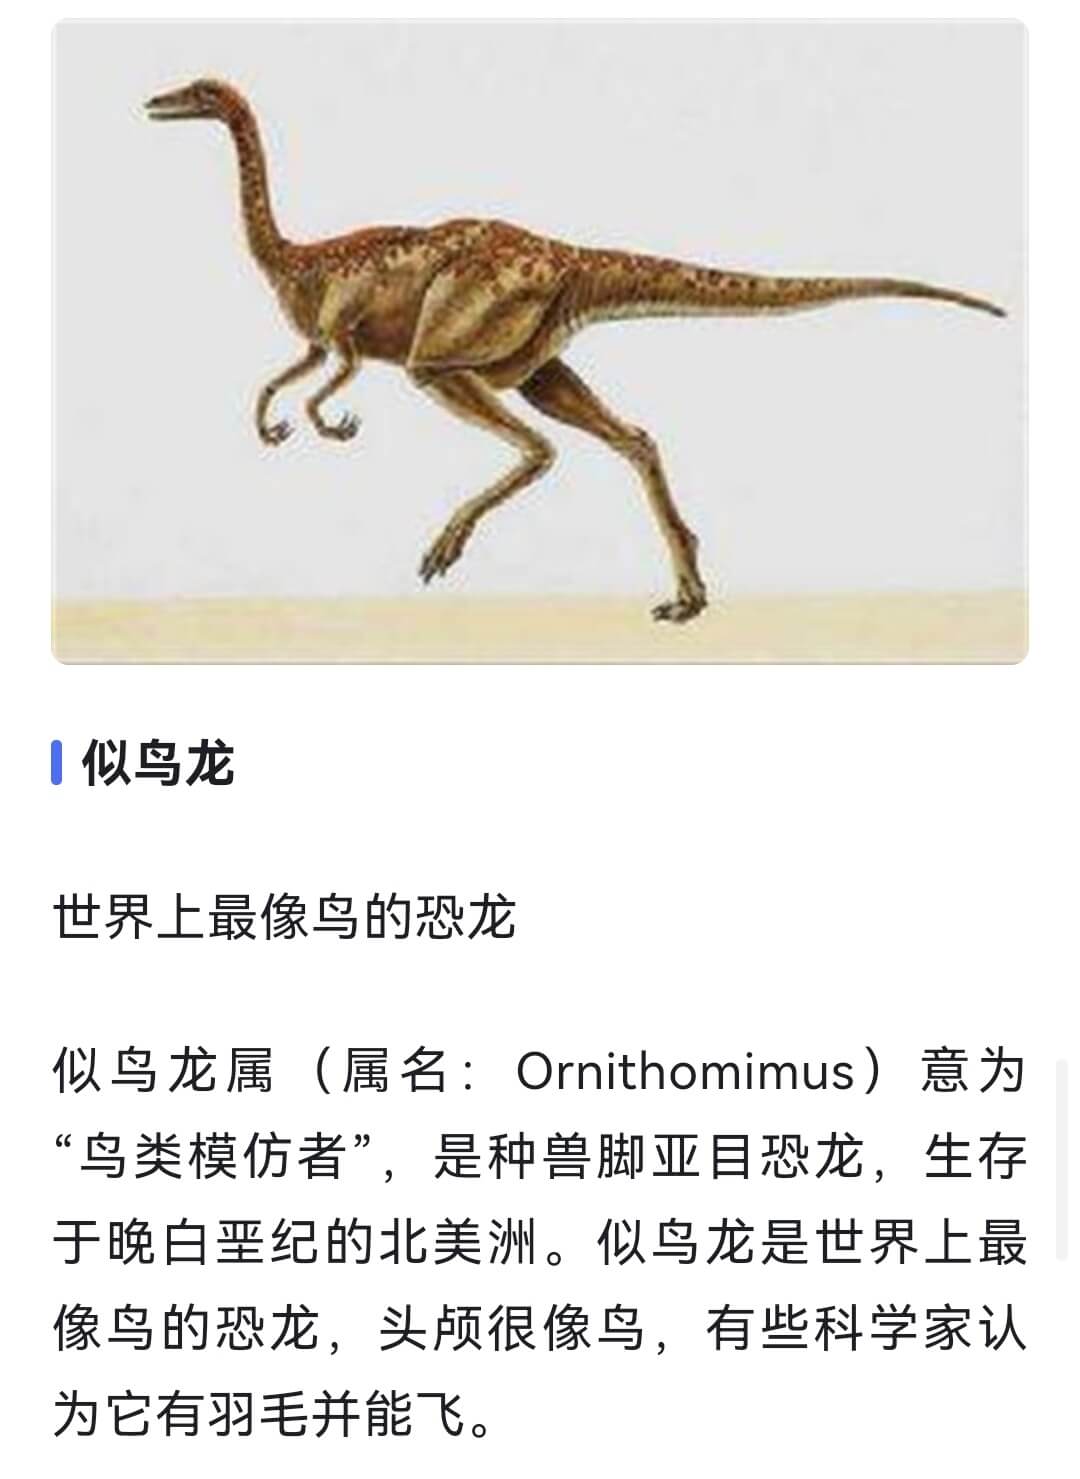 似鸟龙
世界上最像鸟的恐龙
似鸟龙属（属名：Ornithomimus）意为
“鸟类模仿者”，是种兽脚亚目恐龙，生存
于晚白垩纪的北美洲。似鸟龙是世界上最
像鸟的恐龙，头颅很像鸟，有些科学家认
为它有羽毛并能飞。